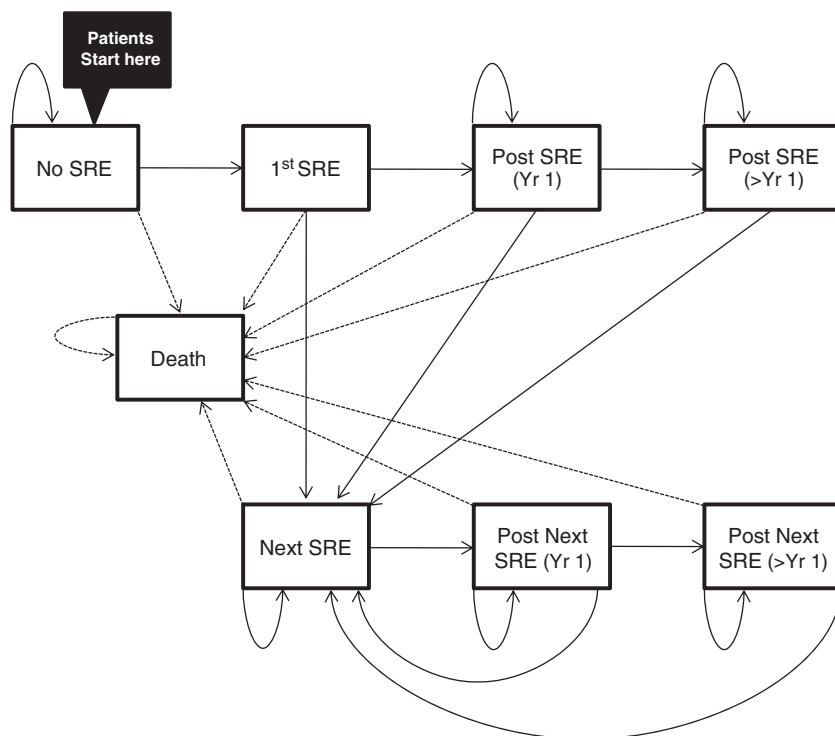 Patients
Start here
No SRE
1st SRE
Post SRE
(Yr 1)
Post SRE
(>Yr 1)
Death
Next SRE
Post Next
SRE (Yr 1)
Post Next
SRE (>Yr 1)